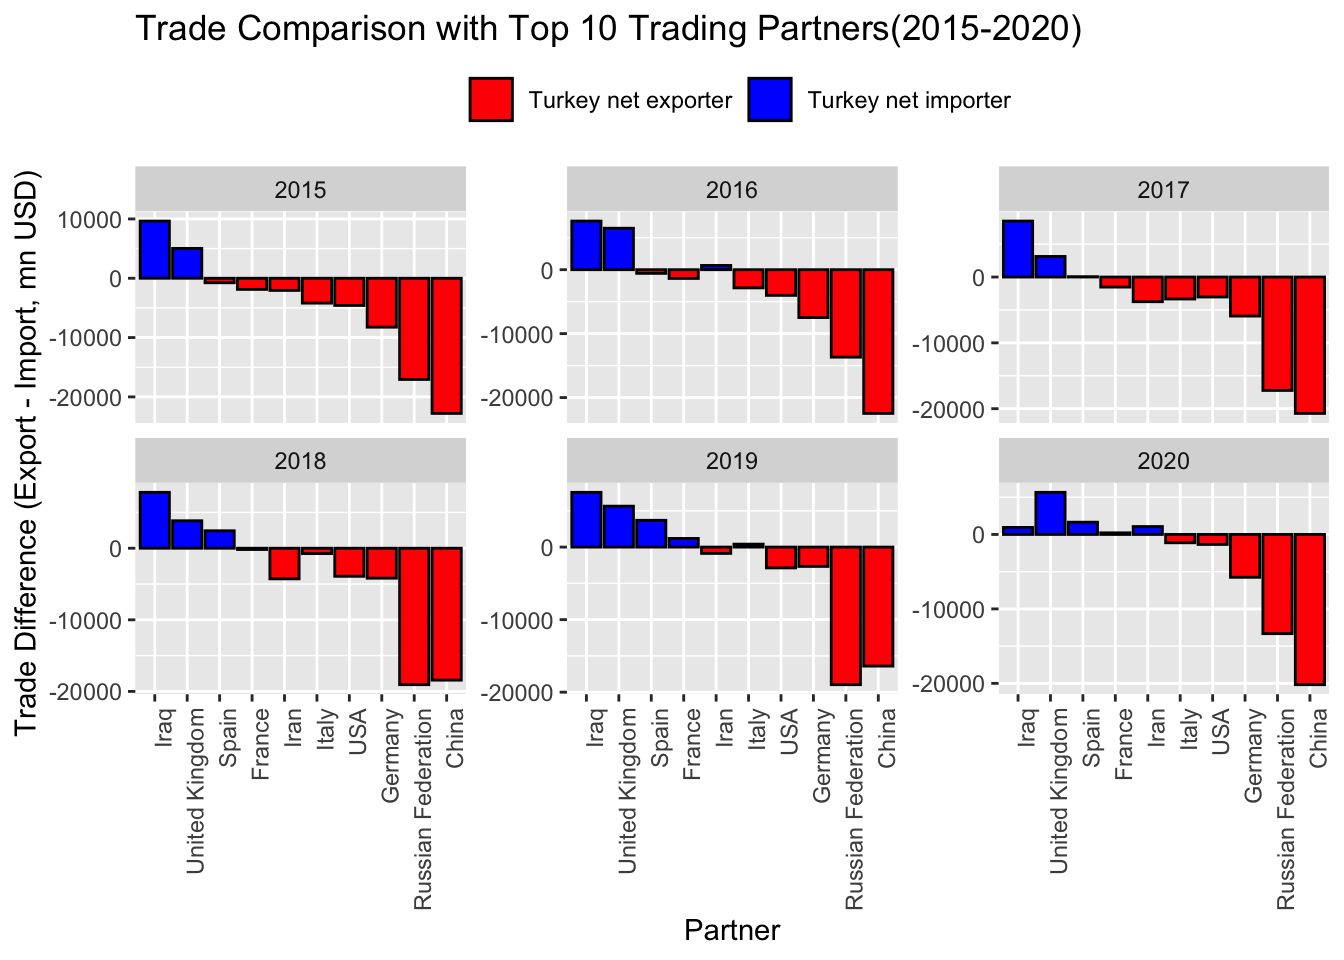 Trade Comparison with Top 10 Trading Partners(2015-2020)
Turkey net exporter
Turkey net importer
Trade Difference (Export - Import, mn USD)
2015
10000
0
-10000
-20000
2016
0
-10000
-20000
2017
0
-10000
-20000
2018
0
-10000
-20000
2019
0
-10000
-20000
2020
0
-10000
-20000
Iraq
United Kingdom
Spain
France
Iran
Italy
USA
Germany
Russian Federation
China
Iraq
United Kingdom
Spain
France
Iran
Italy
USA
Germany
Russian Federation
China
Iraq
United Kingdom
Spain
France
Iran
Italy
USA
Germany
Russian Federation
China
Partner